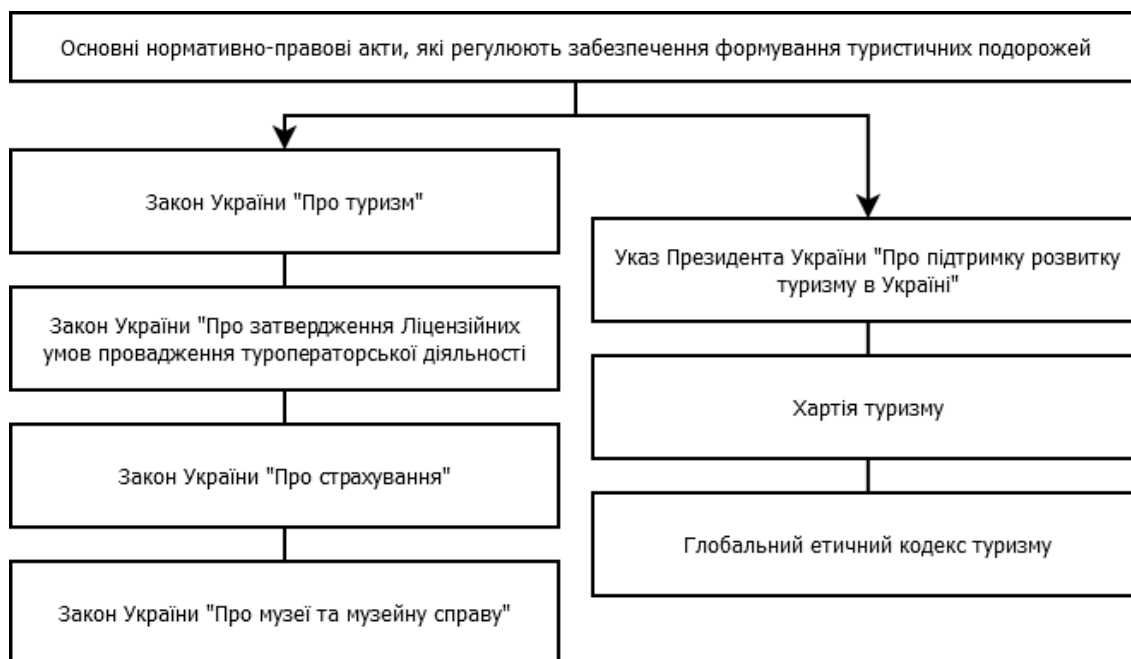 Основні нормативно-правові акти, які регулюють забезпечення формування туристичних подорожей
Закон України "Про туризм"
Закон України "Про затвердження Ліцензійних
умов провадження туроператорської діяльності
Закон України "Про страхування"
Закон України "Про музеї та музейну справу"
Указ Президента України "Про підтримку розвитку
туризму в Україні"
Хартія туризму
Глобальний етичний кодекс туризму